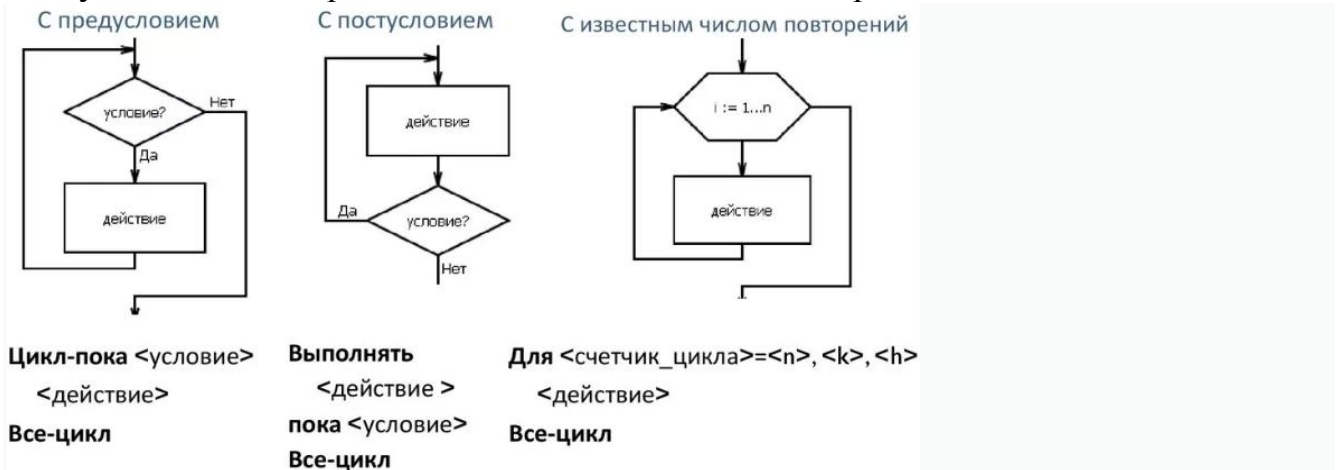 С предусловием
условие?
Нет
Да
действие
Цикл-пока <условие>
<действие>
Все-цикл
С постусловием
действие
Да
условие?
Нет
Выполнять
<действие >
пока <условие>
Все-цикл
С известным числом повторений
i := 1...n
действие
Для <счетчик_цикла>=<n>, <k>, <h>
<действие>
Все-цикл